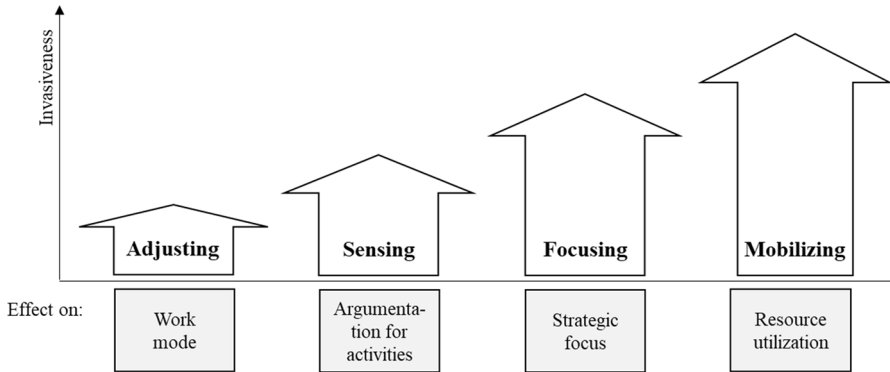 Invasiveness
Adjusting
Sensing
Focusing
Mobilizing
Effect on:
Work
mode
Argumenta-
tion for
activities
Strategic
focus
Resource
utilization